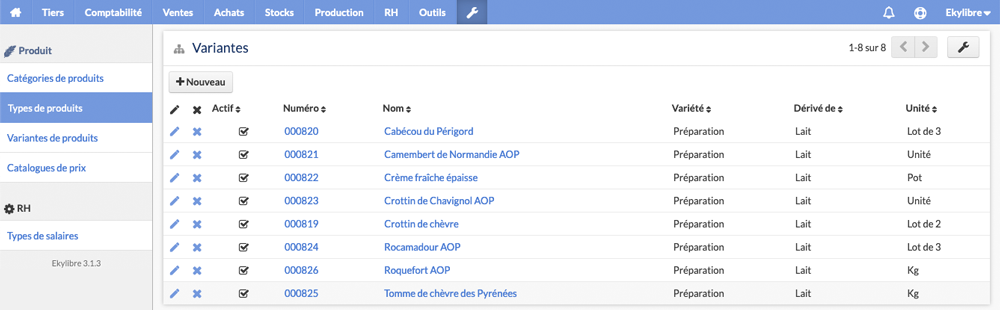 Tiers Comptabilité Ventes Achats Stocks Production RH Outils Ekylibre
Produit
Catégories de produits
Types de produits
Variantes de produits
Catalogues de prix
RH
Types de salaires
Ekylibre 3.1.3
Variantes 1-8 sur 8
Nouveau
Actif Numéro Nom Variété Dérivé de Unité
000820 Cabécou du Périgord Préparation Lait Lot de 3
000821 Camembert de Normandie AOP Préparation Lait Unité
000822 Crème fraîche épaisse Préparation Lait Pot
000823 Crottin de Chavignol AOP Préparation Lait Unité
000819 Crottin de chèvre Préparation Lait Lot de 2
000824 Rocamadour AOP Préparation Lait Lot de 3
000826 Roquefort AOP Préparation Lait Kg
000825 Tomme de chèvre des Pyrénées Préparation Lait Kg